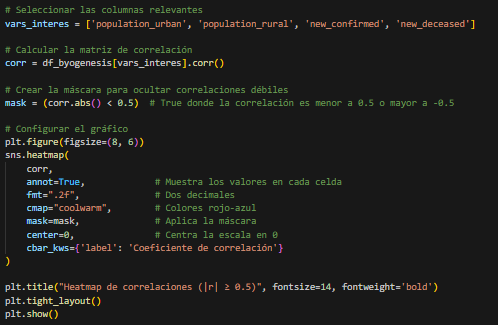 # Seleccionar las columnas relevantes
vars_interes = ['population_urban', 'population_rural', 'new_confirmed', 'new_deceased']
# Calcular la matriz de correlación
corr = df_byogenesis[vars_interes].corr()
# Crear la máscara para ocultar correlaciones débiles
mask = (corr.abs() < 0.5)  # True donde la correlación es menor a 0.5 o mayor a -0.5
# Configurar el gráfico
plt.figure(figsize=(8, 6))
sns.heatmap(
    corr,
    annot=True,            # Muestra los valores en cada celda
    fmt=".2f",             # Dos decimales
    cmap="coolwarm",       # Colores rojo-azul
    mask=mask,             # Aplica la máscara
    center=0,              # Centra la escala en 0
    cbar_kws={'label': 'Coeficiente de correlación'}
)
plt.title("Heatmap de correlaciones (|r| ≥ 0.5)", fontsize=14, fontweight='bold')
plt.tight_layout()
plt.show()